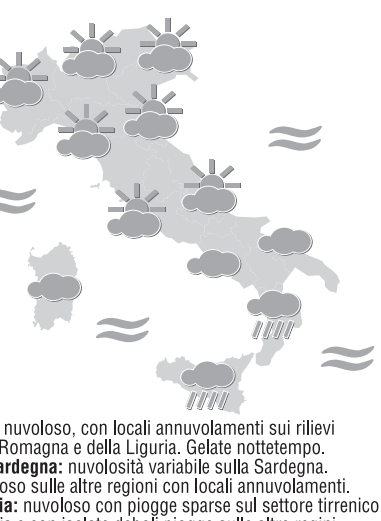 nuvoloso, con locali annuvolamenti sui rilievi
Romagna e della Liguria. Gelate nottetempo.
ardegna: nuvolosità variabile sulla Sardegna.
oso sulle altre regioni con locali annuvolamenti.
ia: nuvoloso con piogge sparse sul settore tirrenico